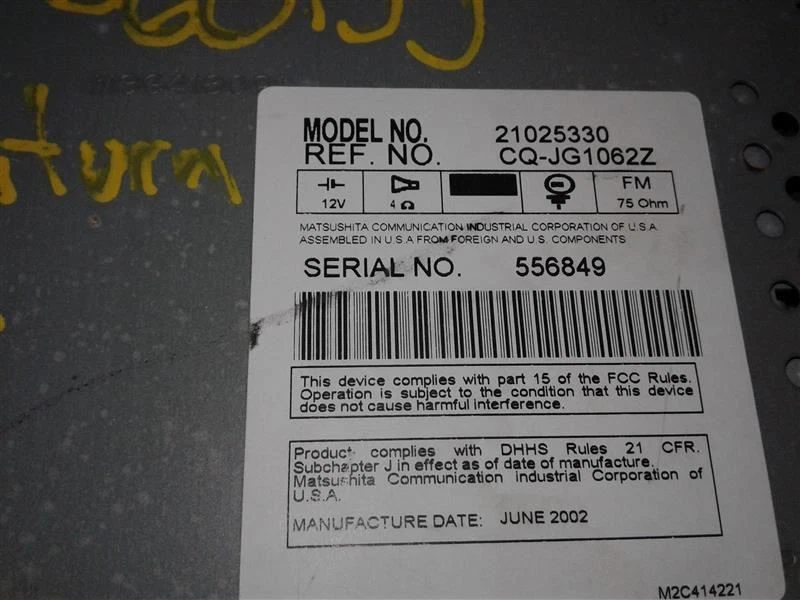 MODEL NO. 21025330
REF. NO. CQ-JG1062Z
12V 4 Ω FM 75 Ohm
MATSUSHITA COMMUNICATION INDUSTRIAL CORPORATION OF U.S.A.
ASSEMBLED IN U.S.A FROM FOREIGN AND U.S. COMPONENTS
SERIAL NO. 556849
This device complies with part 15 of the FCC Rules.
Operation is subject to the condition that this device
does not cause harmful interference.
Product complies with DHHS Rules 21 CFR.
Subchapter J in effect as of date of manufacture.
Matsushita Communication Industrial Corporation of
U.S.A.
MANUFACTURE DATE: JUNE 2002
M2C414221